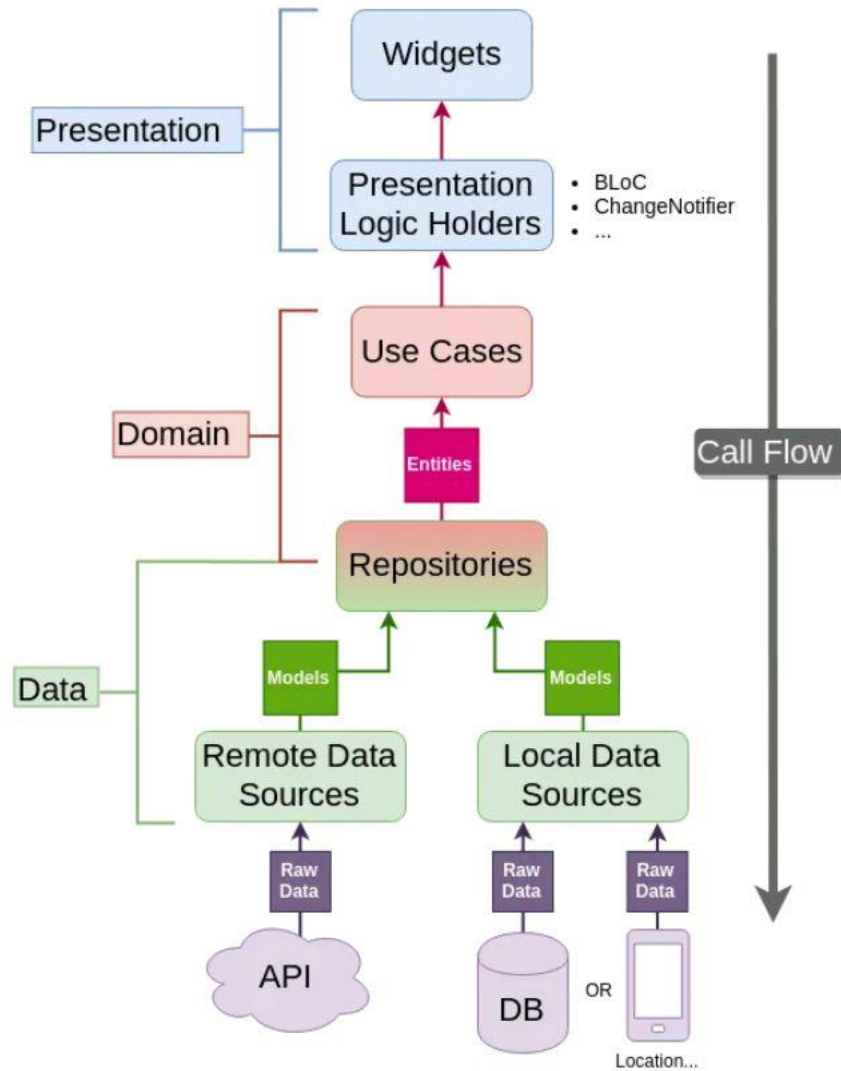 Widgets
Presentation
Presentation
Logic Holders
• BLoC
• ChangeNotifier
• ...
Use Cases
Domain
Entities
Call Flow
Repositories
Models
Models
Data
Remote Data
Sources
Local Data
Sources
Raw
Data
Raw
Data
Raw
Data
API
DB
OR
Location...